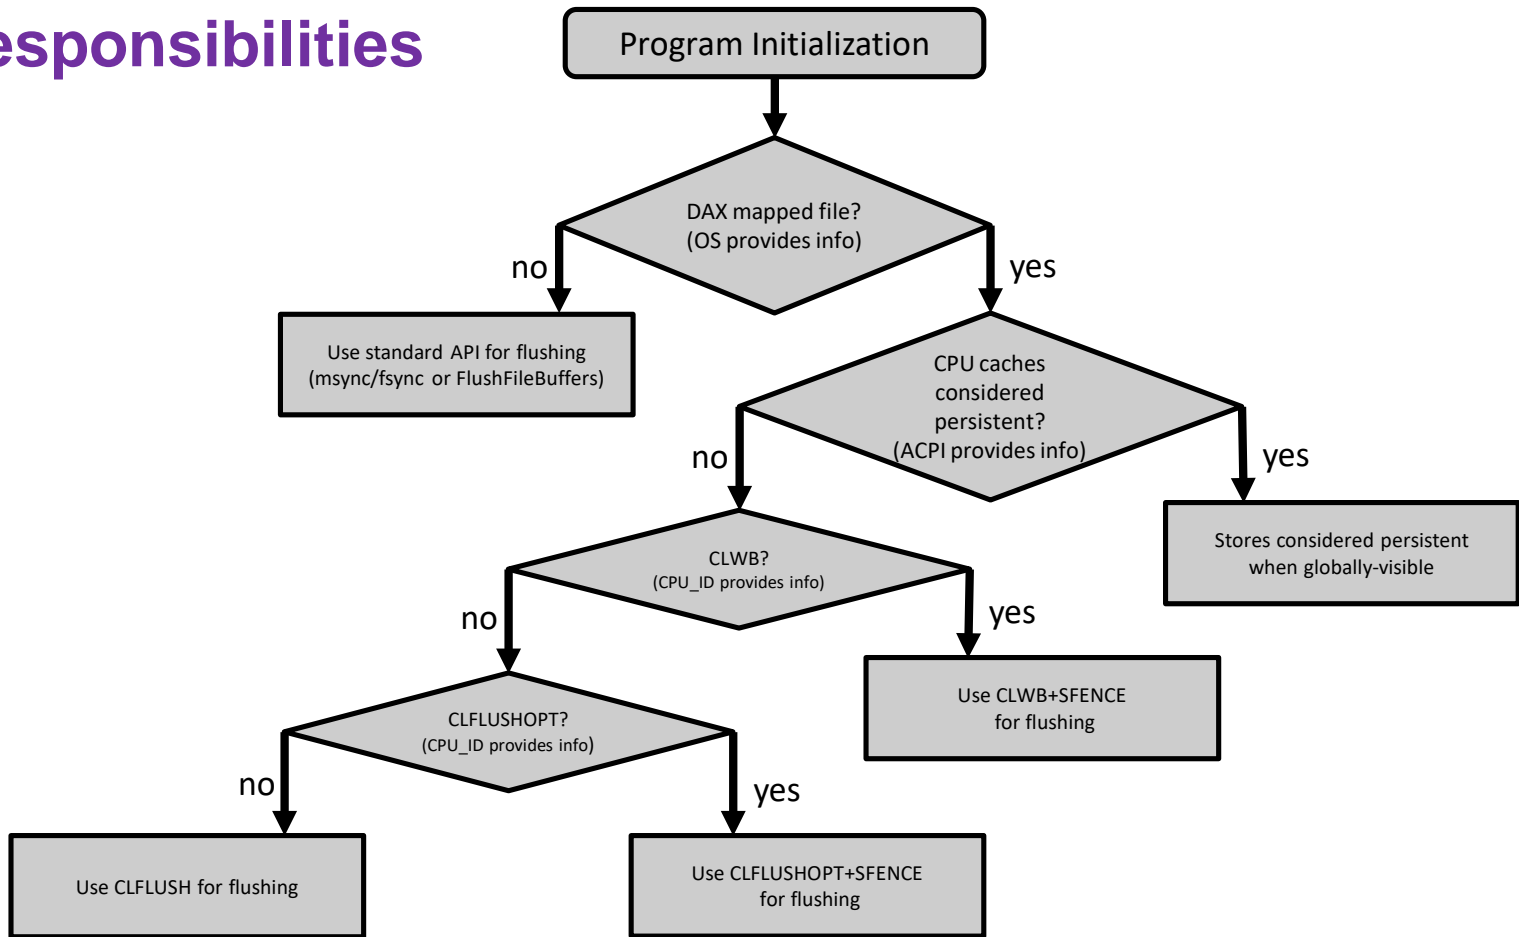 esponsibilities
Program Initialization
DAX mapped file?
(OS provides info)
no
yes
Use standard API for flushing
(msync/fsync or FlushFileBuffers)
CPU caches
considered
persistent?
(ACPI provides info)
no
yes
Stores considered persistent
when globally-visible
CLWB?
(CPU_ID provides info)
no
yes
Use CLWB+SFENCE
for flushing
CLFLUSHOPT?
(CPU_ID provides info)
no
yes
Use CLFLUSH for flushing
Use CLFLUSHOPT+SFENCE
for flushing